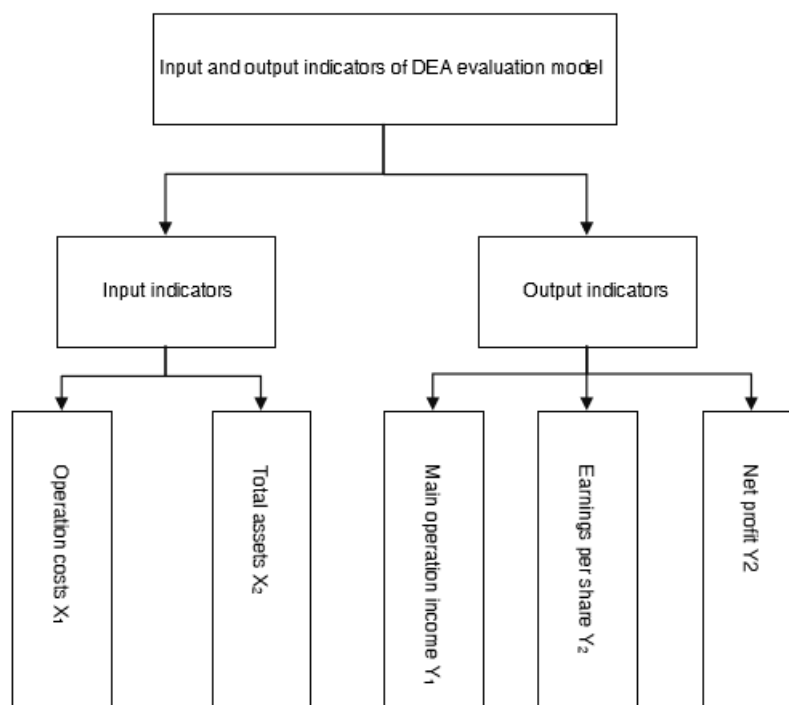 Input and output indicators of DEA evaluation model
Input indicators
Output indicators
Operation costs X₁
Total assets X₂
Main operation income Y₁
Earnings per share Y₂
Net profit Y2